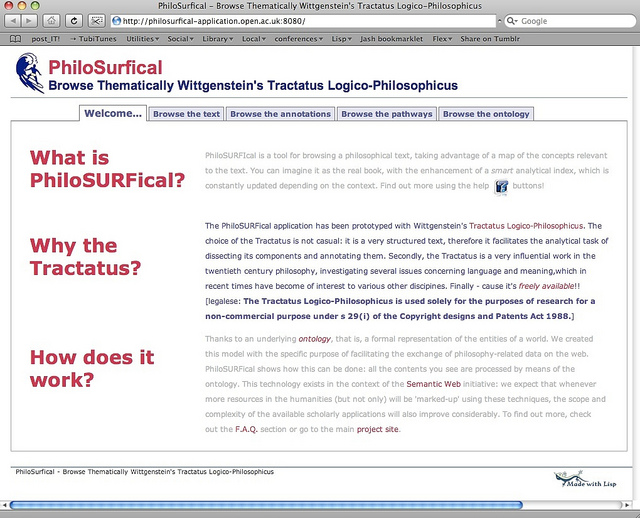 PhiloSurfical - Browse Thematically Wittgenstein's Tractatus Logico-Philosophicus
http://philosurfical-application.open.ac.uk:8080/
Google
post_IT! → TubiTunes Utilities Social Library Local conferences Lisp Jash bookmarklet Flex Share on Tumblr
PhiloSurfical
Browse Thematically Wittgenstein's Tractatus Logico-Philosophicus
Welcome... Browse the text Browse the annotations Browse the pathways Browse the ontology
What is
PhiloSURFical?
PhiloSURFIcal is a tool for browsing a philosophical text, taking advantage of a map of the concepts relevant
to the text. You can imagine it as the real book, with the enhancement of a smart analytical index, which is
constantly updated depending on the context. Find out more using the help buttons!
Why the
Tractatus?
The PhiloSURFical application has been prototyped with Wittgenstein's Tractatus Logico-Philosophicus. The
choice of the Tractatus is not casual: it is a very structured text, therefore it facilitates the analytical task of
dissecting its components and annotating them. Secondly, the Tractatus is a very influential work in the
twentieth century philosophy, investigating several issues concerning language and meaning,which in
recent times have become of interest to various other discipines. Finally - cause it's freely available!!
[legalese: The Tractatus Logico-Philosophicus is used solely for the purposes of research for a
non-commercial purpose under s 29(i) of the Copyright designs and Patents Act 1988.]
How does it
work?
Thanks to an underlying ontology, that is, a formal representation of the entities of a world. We created
this model with the specific purpose of facilitating the exchange of philosophy-related data on the web.
PhiloSURFical shows how this can be done: all the contents you see are processed by means of the
ontology. This technology exists in the context of the Semantic Web initiative: we expect that whenever
more resources in the humanities (but not only) will be 'marked-up' using these techniques, the scope and
complexity of the available scholarly applications will also improve considerably. To find out more, check
out the F.A.Q. section or go to the main project site.
PhiloSurfical - Browse Thematically Wittgenstein's Tractatus Logico-Philosophicus
Made with Lisp